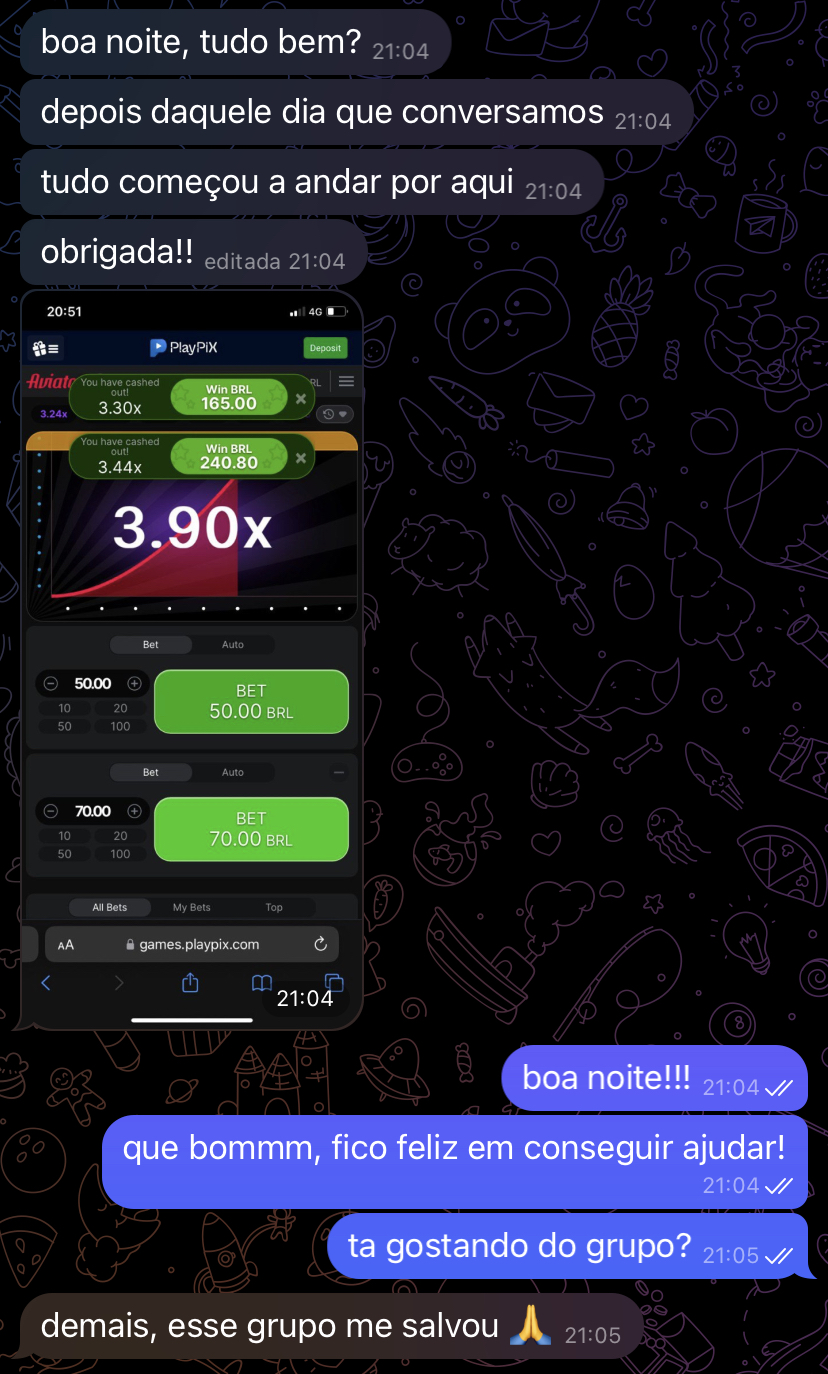 boa noite, tudo bem? 21:04
depois daquele dia que conversamos 21:04
tudo começou a andar por aqui 21:04
obrigada!! editada 21:04
20:51
4G
PlayPiX
Deposit
You have cashed
out!
3.30x
Win BRL
165.00
RL
3.24x
You have cashed
out!
3.44x
Win BRL
240.80
3.90x
Bet Auto
50.00
10 20
50 100
BET
50.00 BRL
Bet Auto
70.00
10 20
50 100
BET
70.00 BRL
All Bets My Bets Top
AA games.playpix.com
21:04
boa noite!!! 21:04
que bommm, fico feliz em conseguir ajudar!
21:04
ta gostando do grupo? 21:05
demais, esse grupo me salvou 🙏 21:05